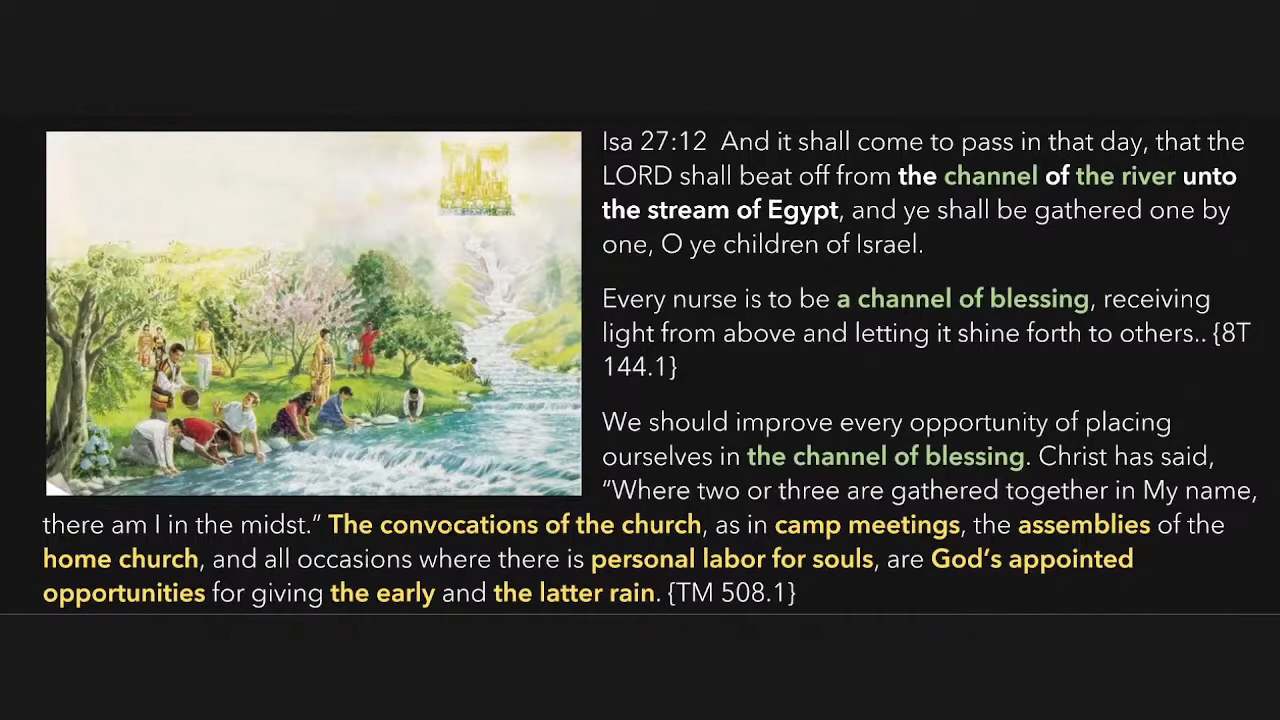 Isa 27:12  And it shall come to pass in that day, that the
LORD shall beat off from the channel of the river unto
the stream of Egypt, and ye shall be gathered one by
one, O ye children of Israel.
Every nurse is to be a channel of blessing, receiving
light from above and letting it shine forth to others.. {8T
144.1}
We should improve every opportunity of placing
ourselves in the channel of blessing. Christ has said,
“Where two or three are gathered together in My name,
there am I in the midst.” The convocations of the church, as in camp meetings, the assemblies of the
home church, and all occasions where there is personal labor for souls, are God’s appointed
opportunities for giving the early and the latter rain. {TM 508.1}